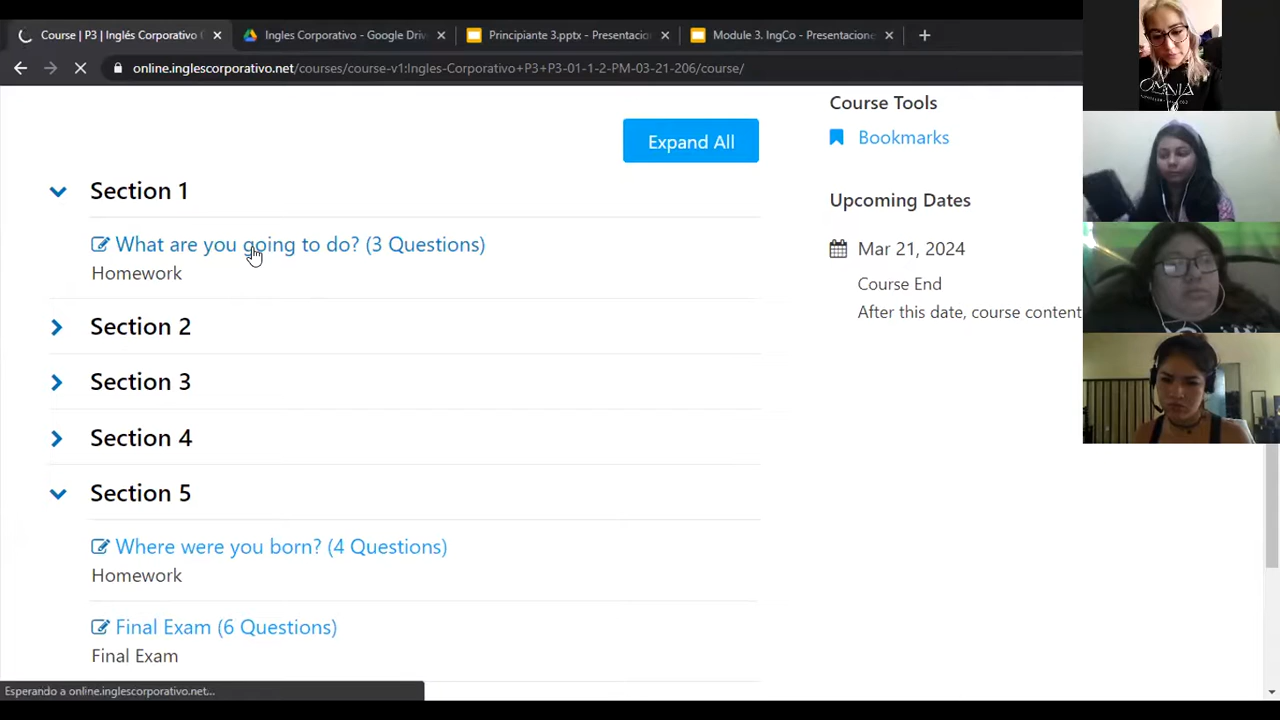 Course | P3 | Inglés Corporativo
Ingles Corporativo - Google Driv
Principiante 3.pptx - Presentacio
Module 3. IngCo - Presentacione
online.inglescorporativo.net/courses/course-v1:Ingles-Corporativo+P3+P3-01-1-2-PM-03-21-206/course/
OMNIA
Course Tools
Bookmarks
Expand All
Section 1
Upcoming Dates
What are you going to do? (3 Questions)
Mar 21, 2024
Homework
Course End
After this date, course content
Section 2
Section 3
Section 4
Section 5
Where were you born? (4 Questions)
Homework
Final Exam (6 Questions)
Final Exam
Esperando a online.inglescorporativo.net...